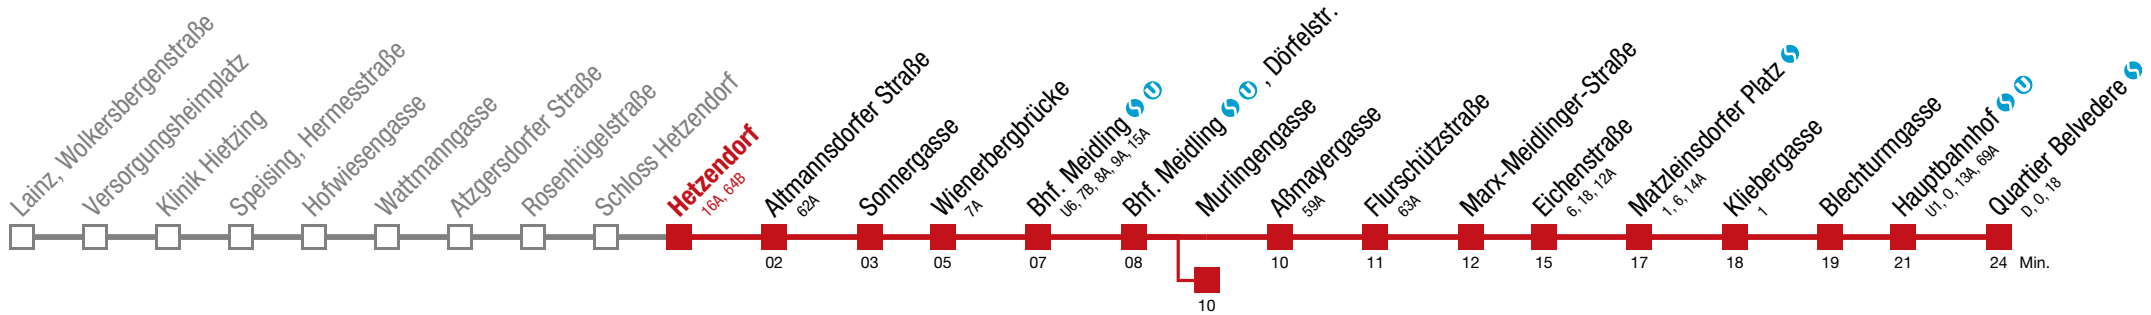 Lainz, Wolkersbergenstraße
Versorgungsheimplatz
Klinik Hietzing
Speising, Hermesstraße
Hofwiesengasse
Wattmanngasse
Atzgersdorfer Straße
Rosenhügelstraße
Schloss Hetzendorf
Hetzendorf
16A, 64B
Altmannsdorfer Straße
62A
Sonnergasse
Wienerbergbrücke
7A
Bhf. Meidling S U
U6, 7B, 8A, 9A, 15A
Bhf. Meidling S U , Dörfelstr.
Murlingengasse
Aßmayergasse
59A
Flurschützstraße
63A
Marx-Meidlinger-Straße
Eichenstraße
6, 18, 12A
Matzleinsdorfer Platz S
1, 6, 14A
Kliebergasse
1
Blechturmgasse
Hauptbahnhof S U
U1, O, 13A, 69A
Quartier Belvedere S
D, O, 18
02 03 05 07 08 10 11 12 15 17 18 19 21 24 Min.
10